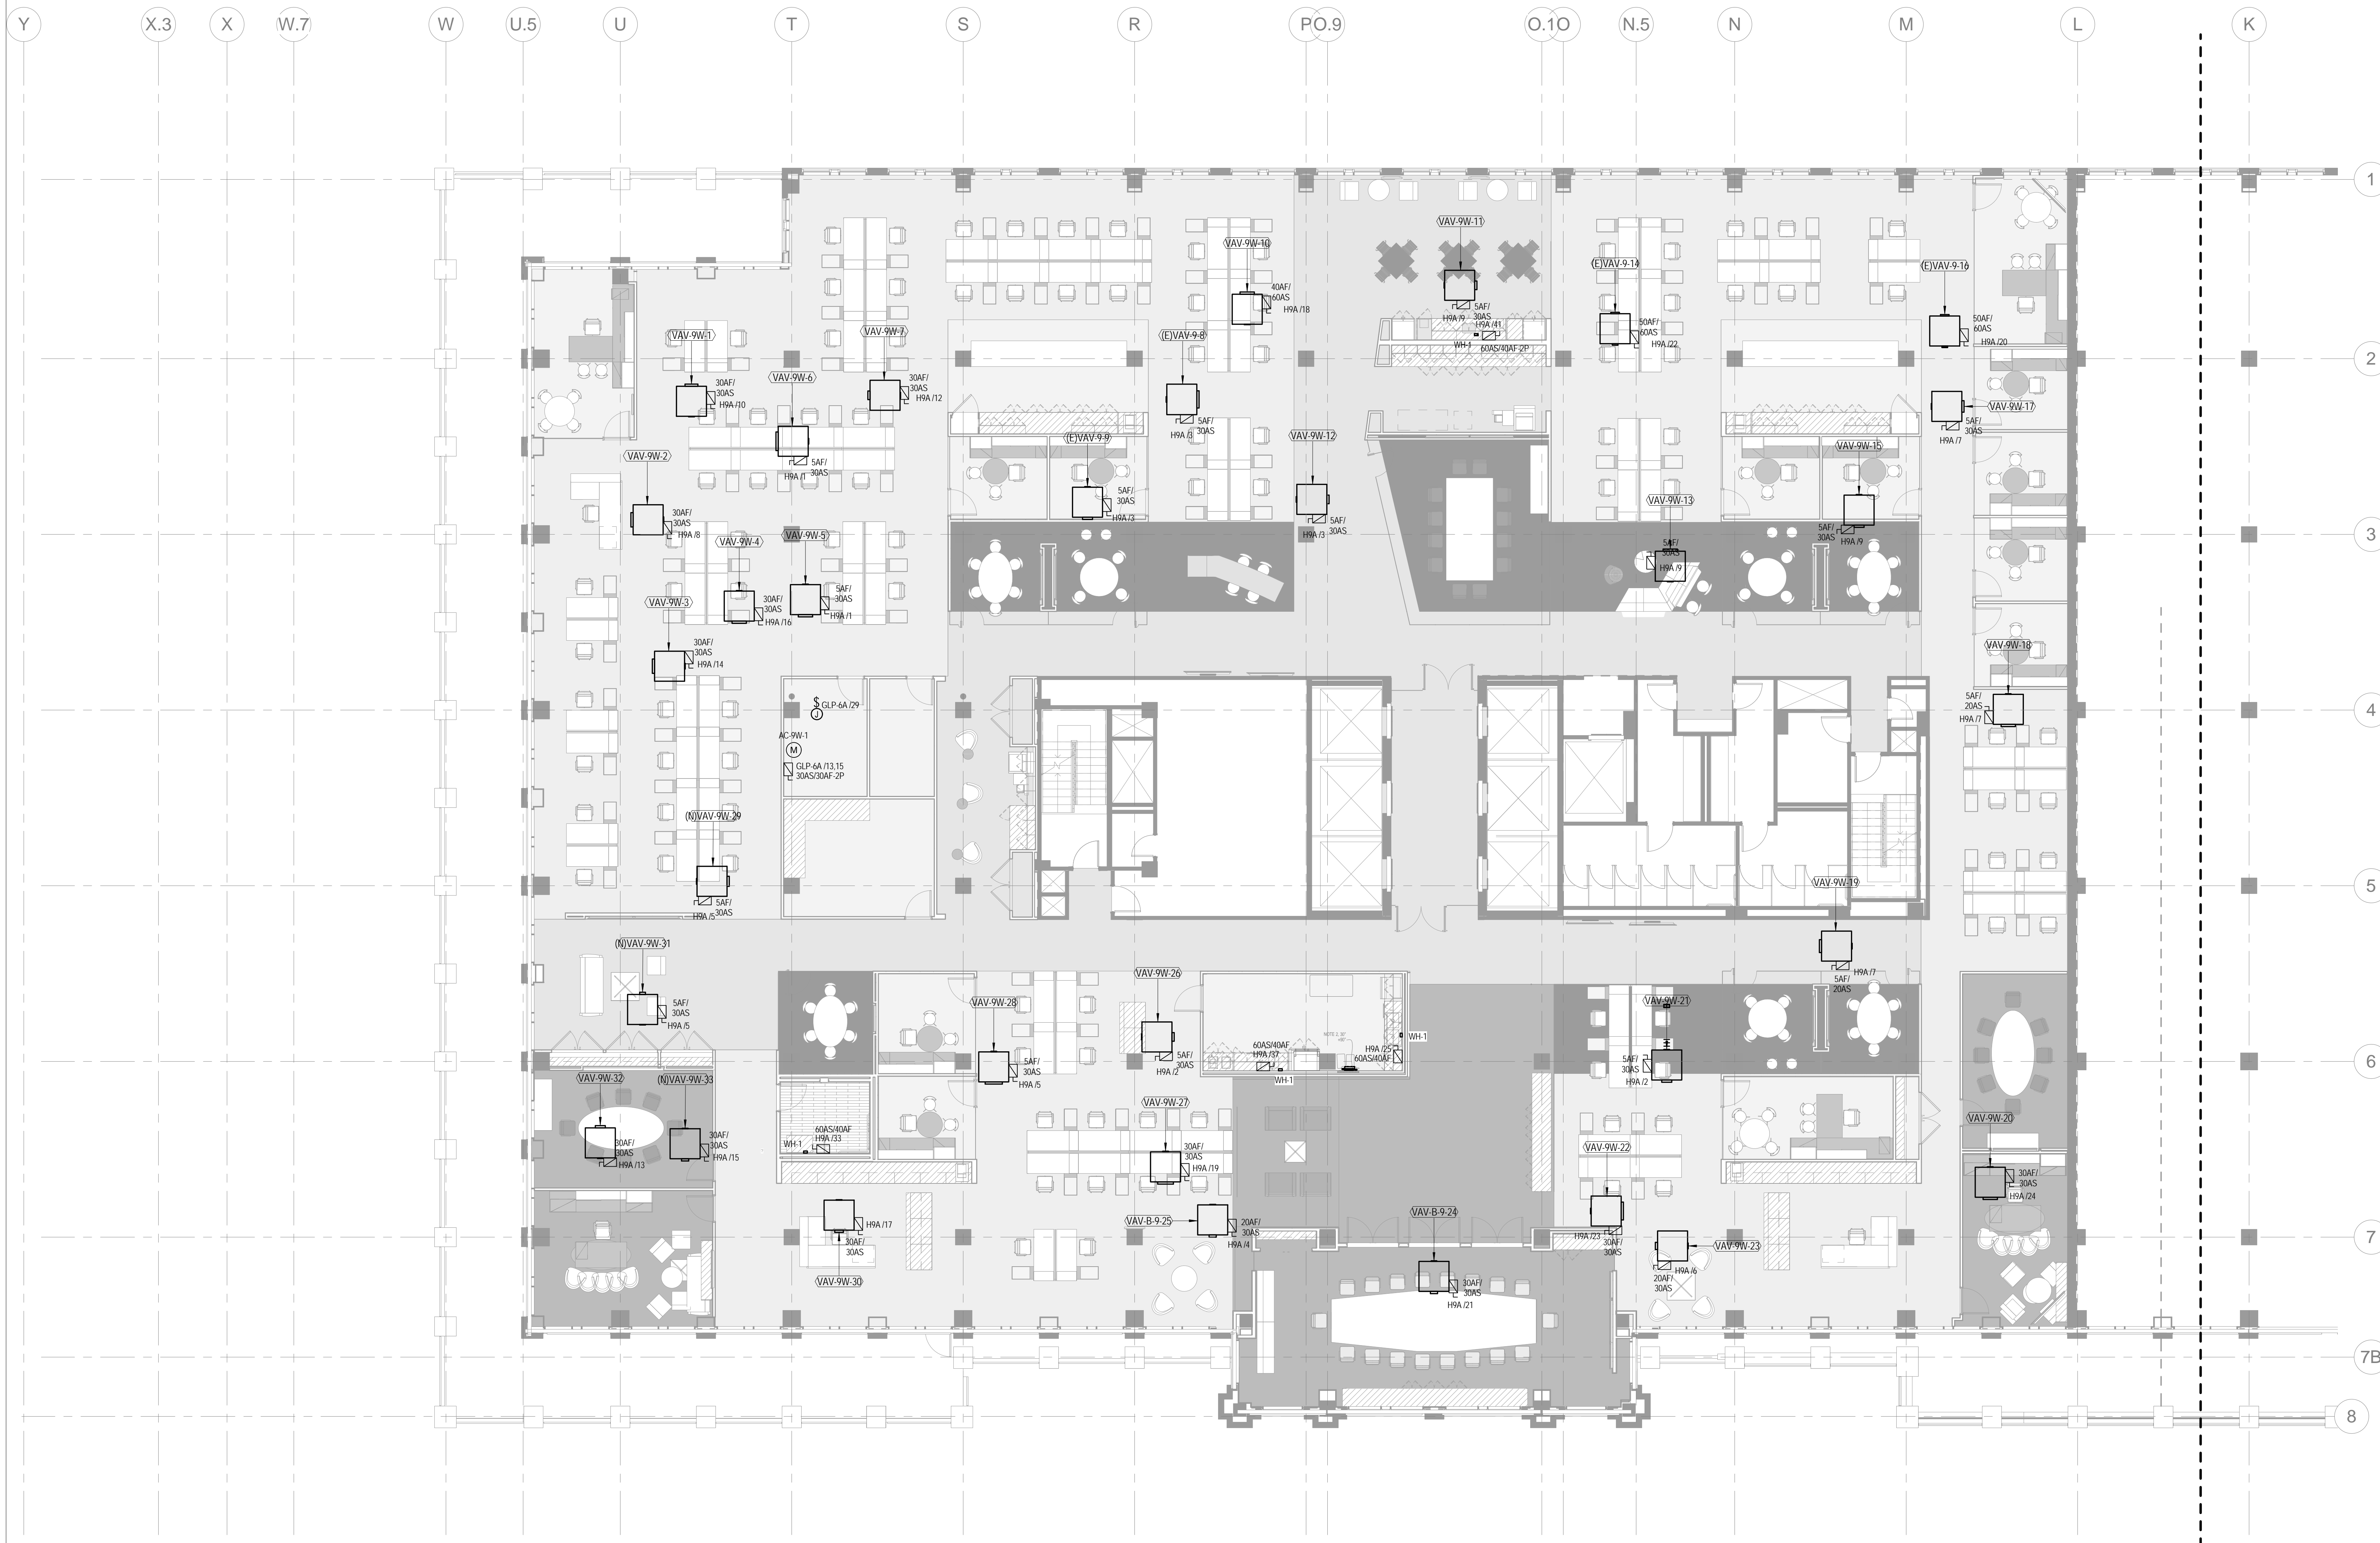 Y X.3 X W.7 W U.5 U T S R P O.9 O.1 O N.5 N M L K
1
VAV-9W-11
VAV-9W-10
(E)VAV-9-14
(E)VAV-9-16
40AF/
60AS
H9A /18
5AF/
30AS
H9A /9
H9A /41
WH-1
60AS/40AF-2P
50AF/
60AS
H9A /22
50AF/
60AS
H9A /20
VAV-9W-1
VAV-9W-7
(E)VAV-9-8
2
VAV-9W-6
30AF/
30AS
H9A /10
30AF/
30AS
H9A /12
5AF/
30AS
H9A /3
VAV-9W-17
5AF/
30AS
H9A /7
VAV-9W-2
(E)VAV-9-9
VAV-9W-12
VAV-9W-15
5AF/
30AS
H9A /1
30AF/
30AS
H9A /8
5AF/
30AS
H9A /3
5AF/
30AS
H9A /3
VAV-9W-13
5AF/
30AS
H9A /9
3
VAV-9W-4
VAV-9W-5
5AF/
30AS
H9A /9
VAV-9W-3
30AF/
30AS
H9A /16
5AF/
30AS
H9A /1
30AF/
30AS
H9A /14
VAV-9W-18
5AF/
20AS
H9A /7
4
$
GLP-6A /29
J
AC-9W-1
M
GLP-6A /13,15
30AS/30AF-2P
(N)VAV-9W-29
5AF/
30AS
H9A /5
VAV-9W-19
5
(N)VAV-9W-31
5AF/
30AS
H9A /5
VAV-9W-28
VAV-9W-26
H9A /7
5AF/
20AS
VAV-9W-21
5AF/
30AS
H9A /5
5AF/
30AS
H9A /2
60AS/40AF
H9A /37
WH-1
WH-1
H9A /25
60AS/40AF
5AF/
30AS
H9A /2
6
VAV-9W-32
(N)VAV-9W-33
VAV-9W-27
VAV-9W-20
30AF/
30AS
H9A /13
30AF/
30AS
H9A /15
60AS/40AF
H9A /33
WH-1
30AF/
30AS
H9A /19
VAV-9W-22
30AF/
30AS
H9A /24
H9A /17
30AF/
30AS
VAV-9W-30
VAV-B-9-25
20AF/
30AS
H9A /4
VAV-B-9-24
30AF/
30AS
H9A /21
H9A /23
30AF/
30AS
VAV-9W-23
H9A /6
20AF/
30AS
7
7B
8